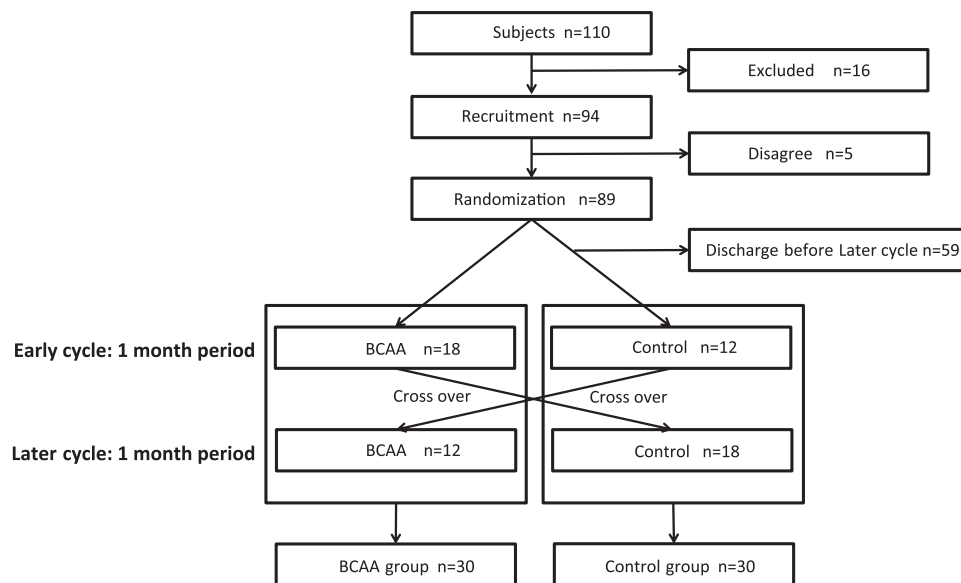 Subjects n=110
Excluded n=16
Recruitment n=94
Disagree n=5
Randomization n=89
Discharge before Later cycle n=59
Early cycle: 1 month period
BCAA n=18
Control n=12
Cross over
Cross over
Later cycle: 1 month period
BCAA n=12
Control n=18
BCAA group n=30
Control group n=30